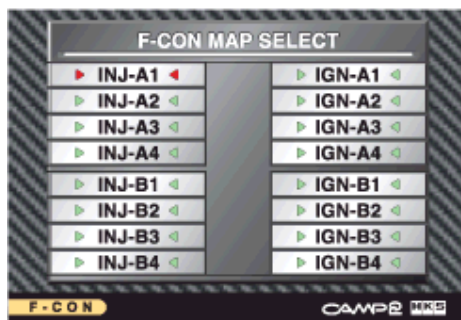 F-CON MAP SELECT
INJ-A1 IGN-A1
INJ-A2 IGN-A2
INJ-A3 IGN-A3
INJ-A4 IGN-A4
INJ-B1 IGN-B1
INJ-B2 IGN-B2
INJ-B3 IGN-B3
INJ-B4 IGN-B4
F-CON CAMP2 HKS